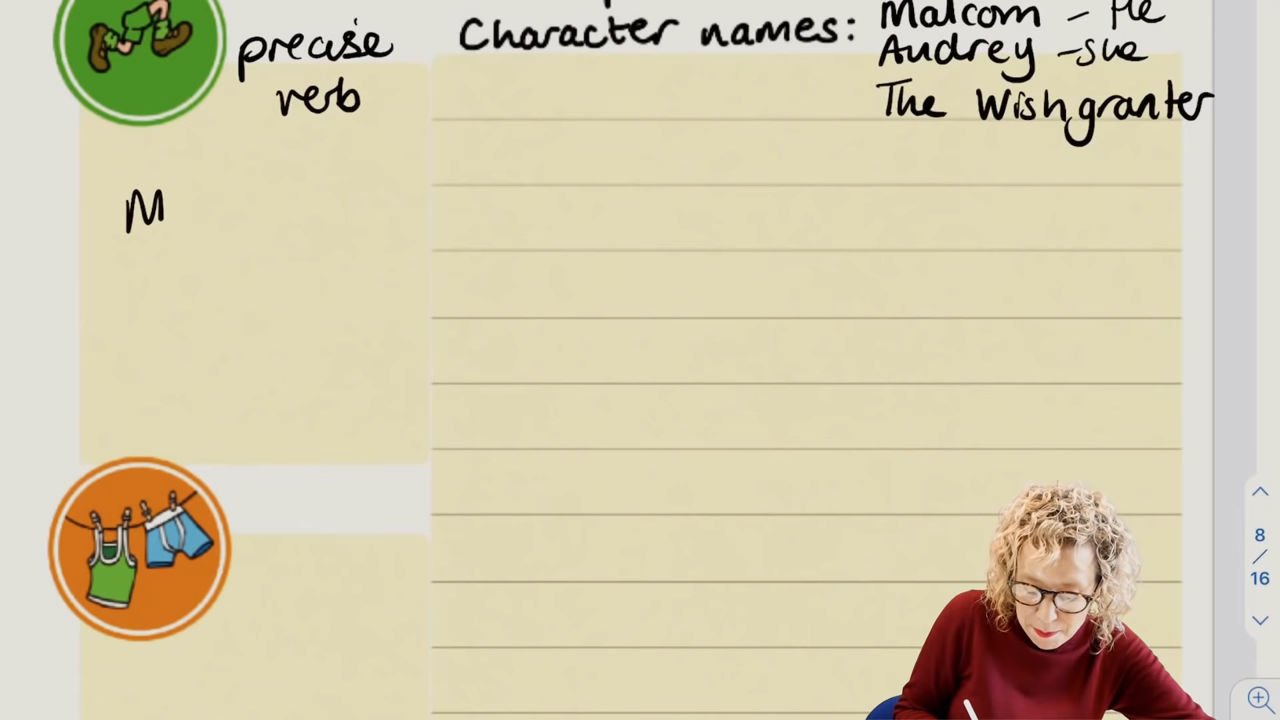 Malcom - He
precise
Character names:
Audrey - she
verb
The Wishgranter
M
8
/
16